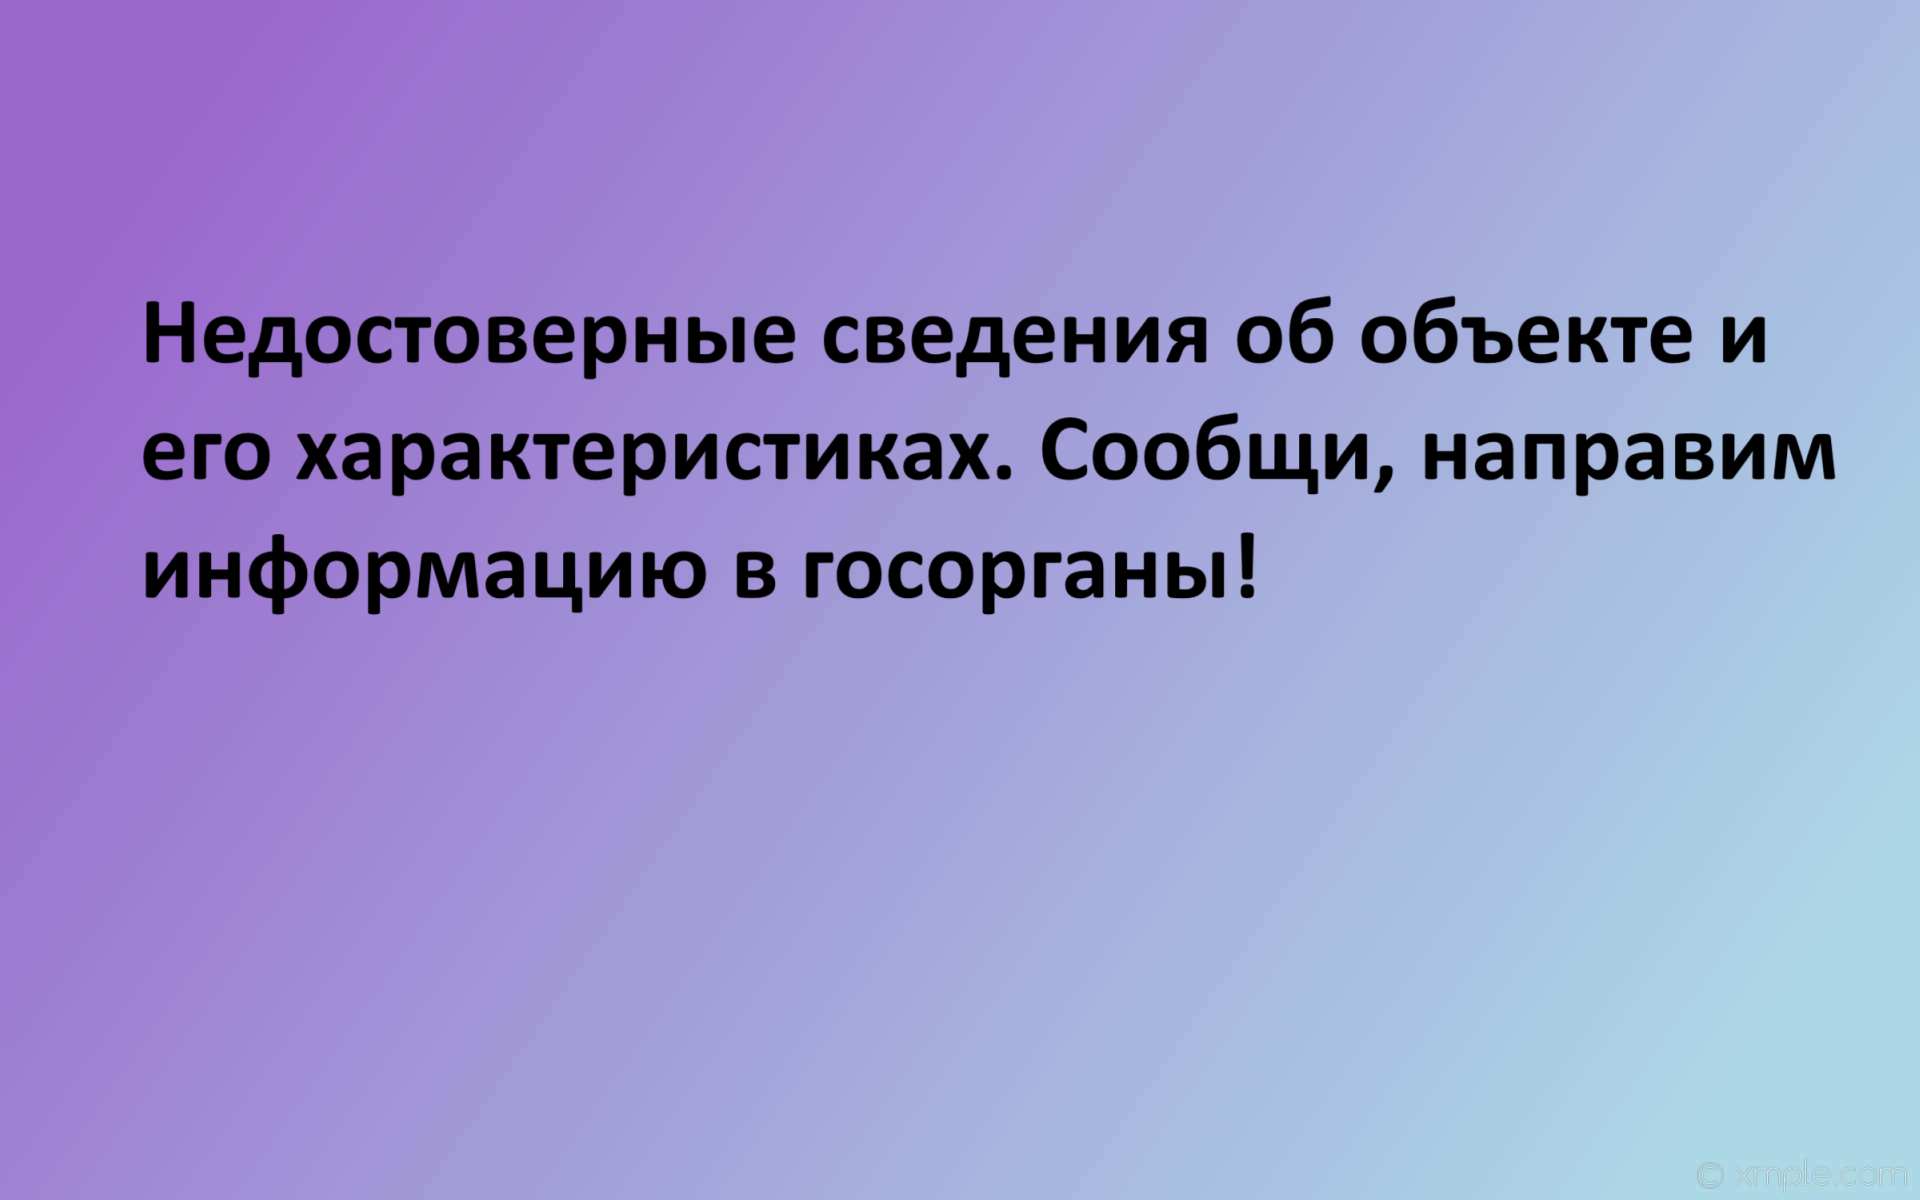 Недостоверные сведения об объекте и
его характеристиках. Сообщи, направим
информацию в госорганы!
© xmple.com